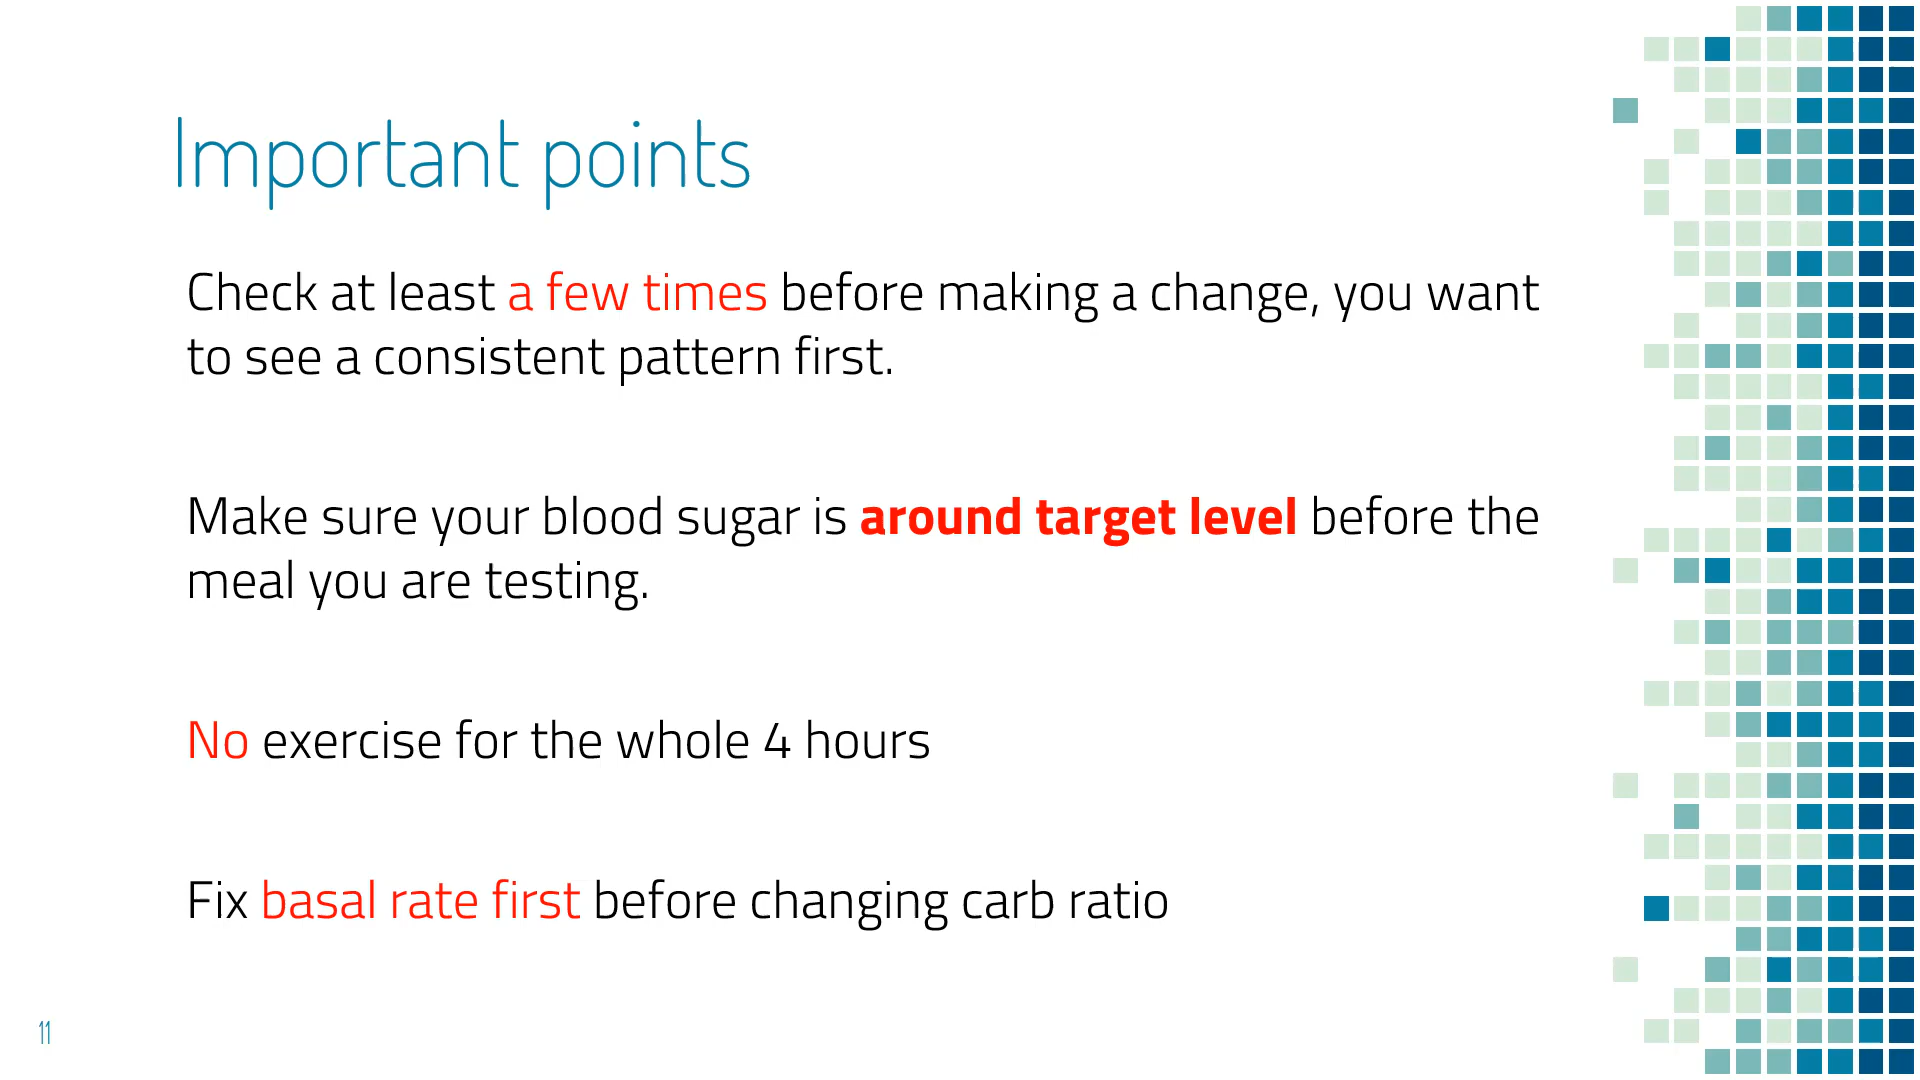 Important points
Check at least a few times before making a change, you want
to see a consistent pattern first.
Make sure your blood sugar is around target level before the
meal you are testing.
No exercise for the whole 4 hours
Fix basal rate first before changing carb ratio
11